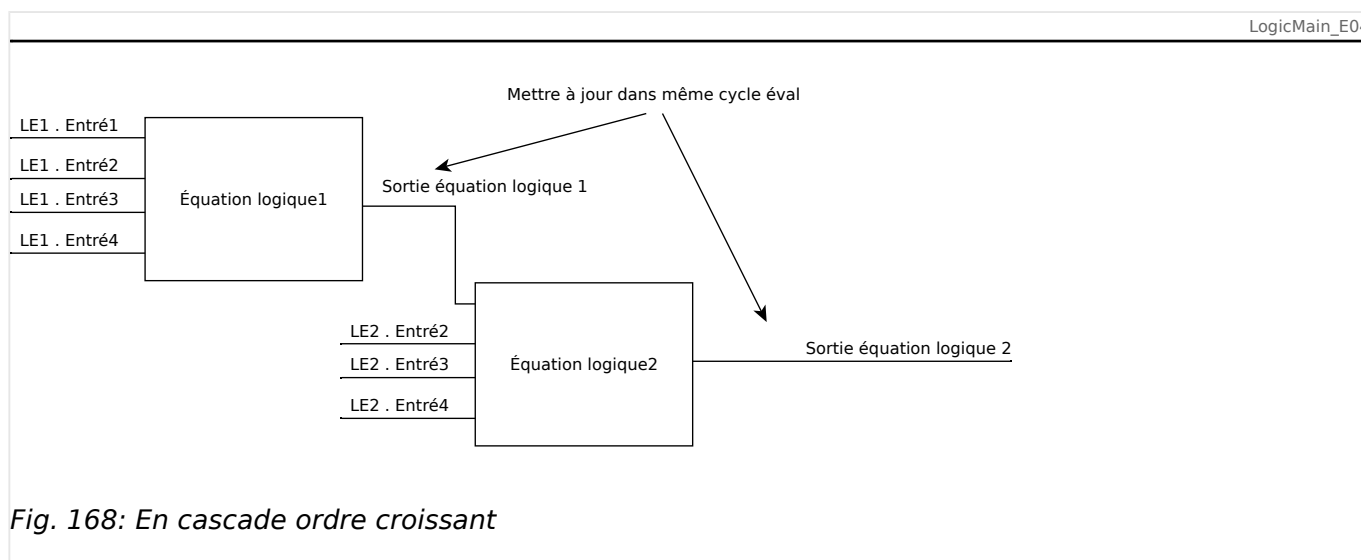 LogicMain_E04
Mettre à jour dans même cycle éval
LE1 . Entré1
LE1 . Entré2
LE1 . Entré3
LE1 . Entré4
Équation logique1
Sortie équation logique 1
LE2 . Entré2
LE2 . Entré3
LE2 . Entré4
Équation logique2
Sortie équation logique 2
Fig. 168: En cascade ordre croissant